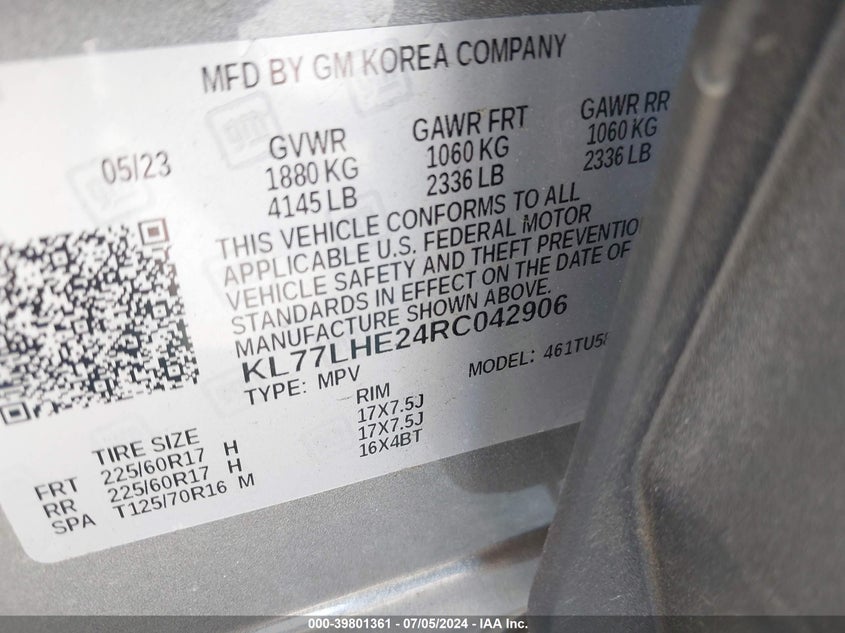 MFD BY GM KOREA COMPANY
05/23
GVWR
1880 KG
4145 LB
GAWR FRT
1060 KG
2336 LB
GAWR RR
1060 KG
2336 LB
THIS VEHICLE CONFORMS TO ALL
APPLICABLE U.S. FEDERAL MOTOR
VEHICLE SAFETY AND THEFT PREVENTIO
STANDARDS IN EFFECT ON THE DATE OF
MANUFACTURE SHOWN ABOVE.
KL77LHE24RC042906
TYPE: MPV
MODEL: 461TU5
TIRE SIZE
RIM
FRT 225/60R17 H 17X7.5J
RR 225/60R17 H 17X7.5J
SPA T125/70R16 M 16X4BT
000-39801361 - 07/05/2024 - IAA Inc.